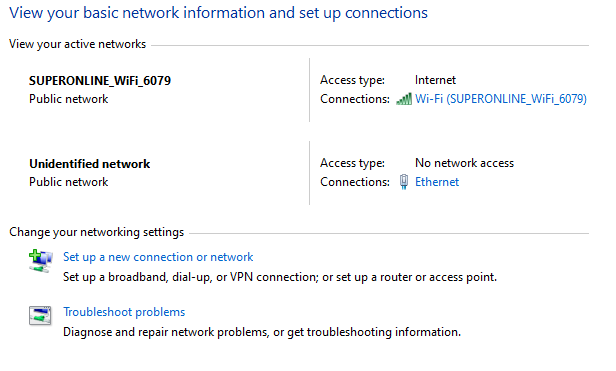 View your basic network information and set up connections
View your active networks
SUPERONLINE_WiFi_6079
Public network
Access type: Internet
Connections: Wi-Fi (SUPERONLINE_WiFi_6079)
Unidentified network
Public network
Access type: No network access
Connections: Ethernet
Change your networking settings
Set up a new connection or network
Set up a broadband, dial-up, or VPN connection; or set up a router or access point.
Troubleshoot problems
Diagnose and repair network problems, or get troubleshooting information.